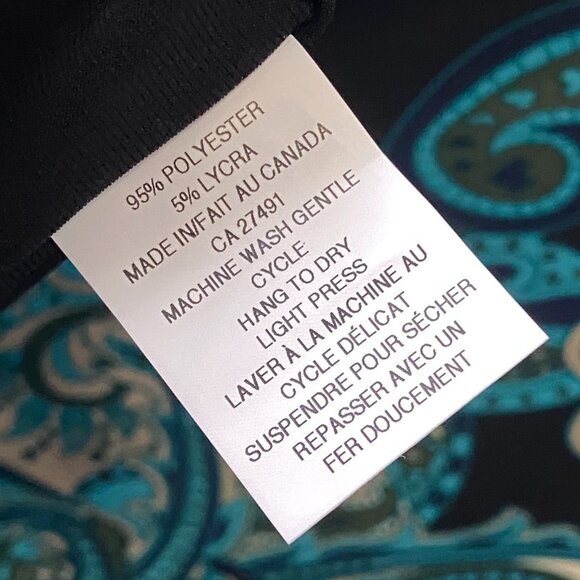 95% POLYESTER
5% LYCRA
MADE IN/FAIT AU CANADA
CA 27491
MACHINE WASH GENTLE
CYCLE
HANG TO DRY
LIGHT PRESS
LAVER À LA MACHINE AU
CYCLE DÉLICAT
SUSPENDRE POUR SÉCHER
REPASSER AVEC UN
FER DOUCEMENT